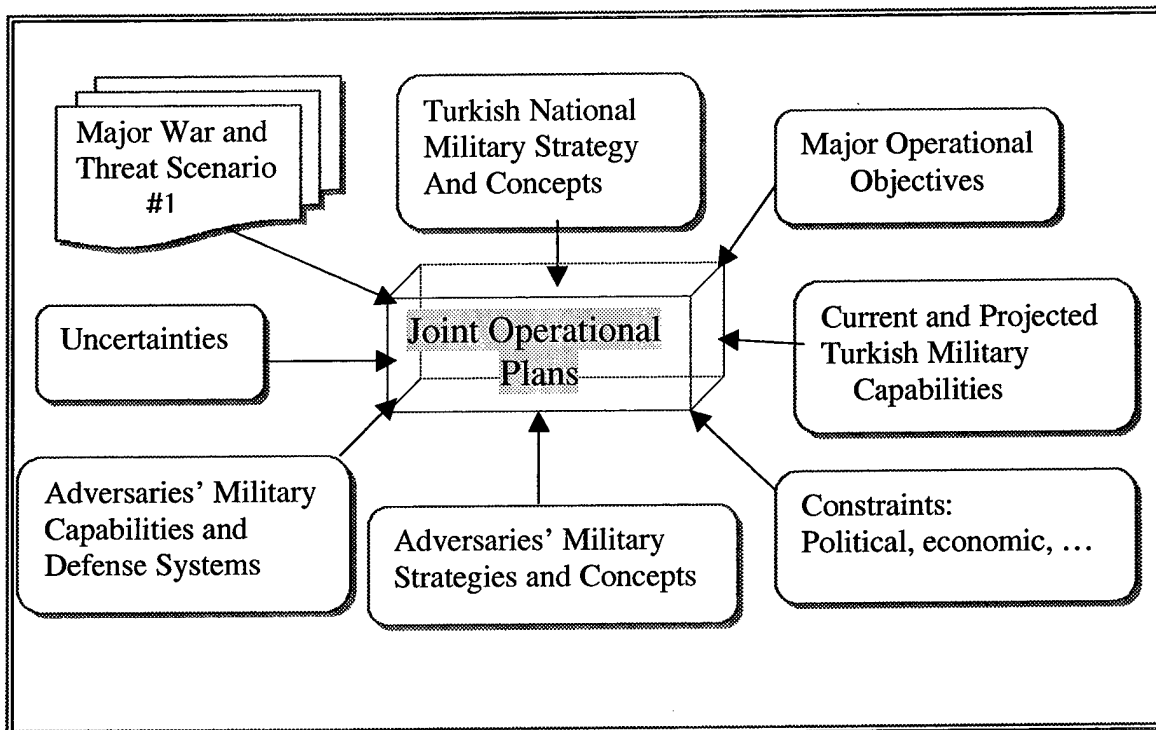 Major War and
Threat Scenario
#1
Turkish National
Military Strategy
And Concepts
Major Operational
Objectives
Uncertainties
Joint Operational
Plans
Current and Projected
Turkish Military
Capabilities
Adversaries’ Military
Capabilities and
Defense Systems
Adversaries’ Military
Strategies and Concepts
Constraints:
Political, economic, …